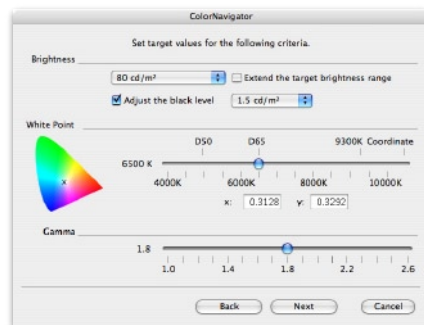 ColorNavigator
Set target values for the following criteria.
Brightness
80 cd/m² Extend the target brightness range
Adjust the black level 1.5 cd/m²
White Point
D50 D65 9300K Coordinate
6500 K
4000K 6000K 8000K 10000K
x: 0.3128 y: 0.3292
x
Gamma
1.8
1.0 1.4 1.8 2.2 2.6
Back Next Cancel